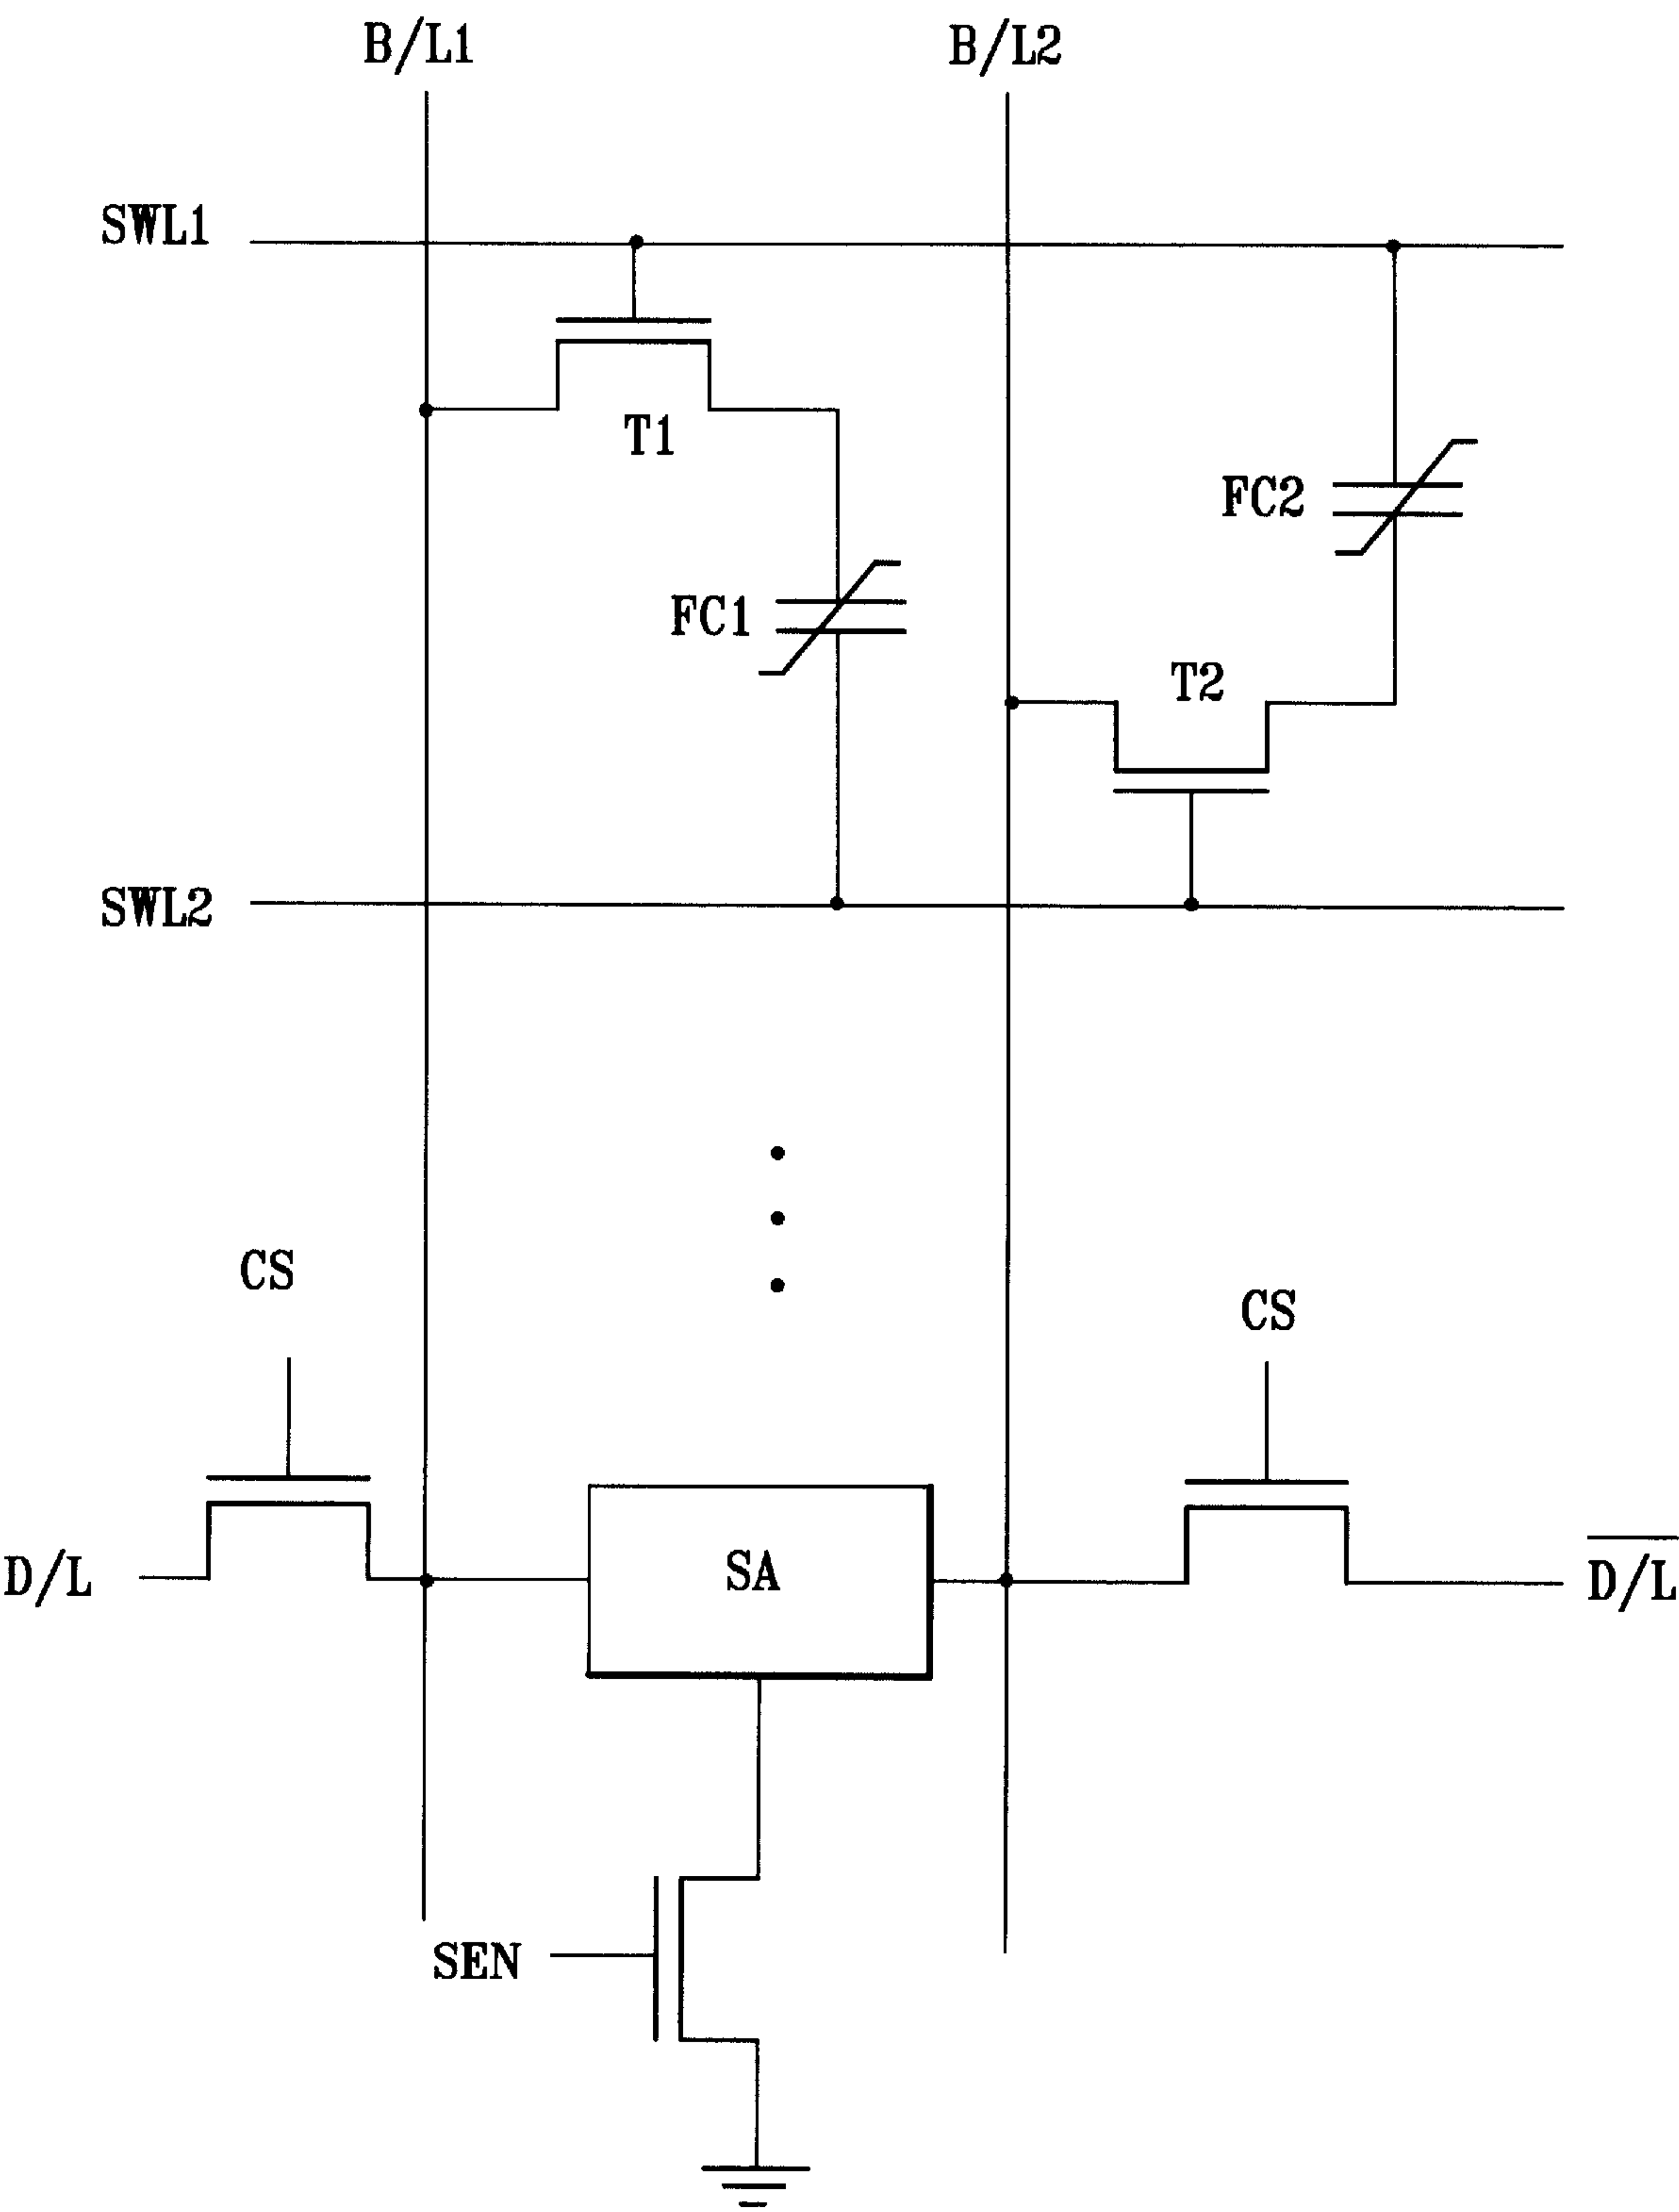 B/L1
B/L2
SWL1
T1
FC2
FC1
T2
SWL2
CS
CS
D/L
SA
D/L
SEN